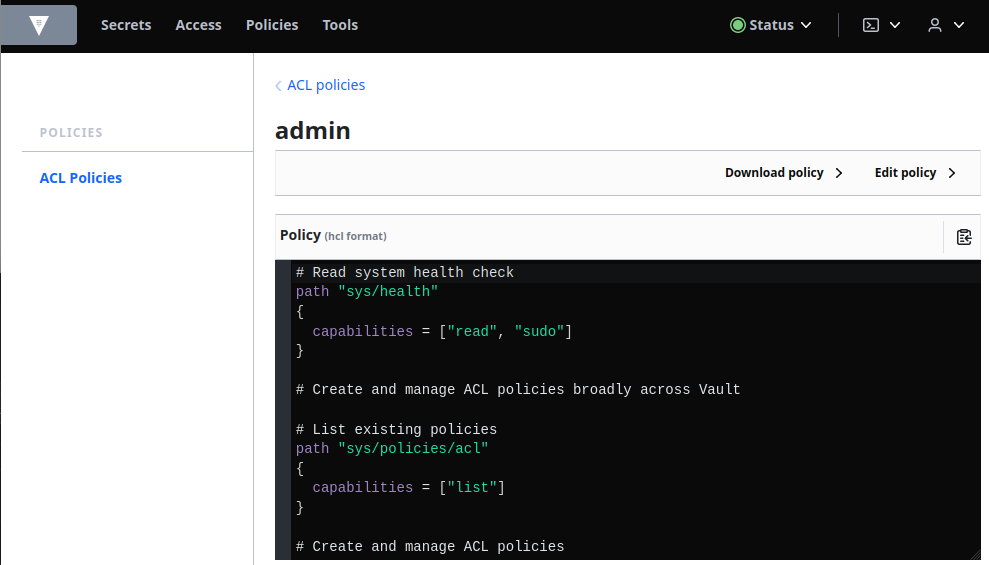 Secrets Access Policies Tools Status
ACL policies
POLICIES
ACL Policies
admin
Download policy Edit policy
Policy (hcl format)
# Read system health check
path "sys/health"
{
  capabilities = ["read", "sudo"]
}
# Create and manage ACL policies broadly across Vault
# List existing policies
path "sys/policies/acl"
{
  capabilities = ["list"]
}
# Create and manage ACL policies